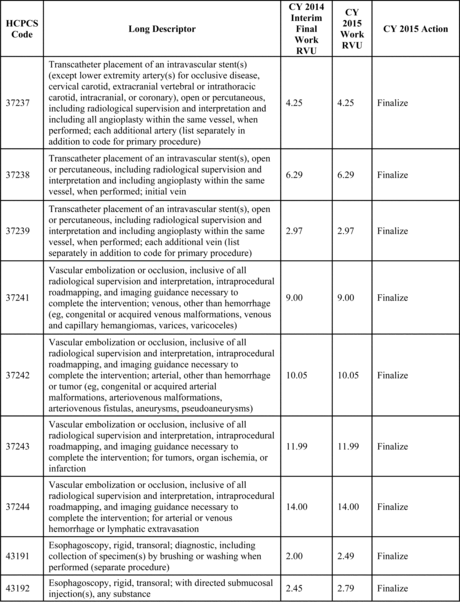 HCPCS Code | Long Descriptor | CY 2014 Interim Final Work RVU | CY 2015 Work RVU | CY 2015 Action
37237 | Transcatheter placement of an intravascular stent(s)
(except lower extremity artery(s) for occlusive disease,
cervical carotid, extracranial vertebral or intrathoracic
carotid, intracranial, or coronary), open or percutaneous,
including radiological supervision and interpretation and
including all angioplasty within the same vessel, when
performed; each additional artery (list separately in
addition to code for primary procedure) | 4.25 | 4.25 | Finalize
37238 | Transcatheter placement of an intravascular stent(s), open
or percutaneous, including radiological supervision and
interpretation and including angioplasty within the same
vessel, when performed; initial vein | 6.29 | 6.29 | Finalize
37239 | Transcatheter placement of an intravascular stent(s), open
or percutaneous, including radiological supervision and
interpretation and including angioplasty within the same
vessel, when performed; each additional vein (list
separately in addition to code for primary procedure) | 2.97 | 2.97 | Finalize
37241 | Vascular embolization or occlusion, inclusive of all
radiological supervision and interpretation, intraprocedural
roadmapping, and imaging guidance necessary to
complete the intervention; venous, other than hemorrhage
(eg, congenital or acquired venous malformations, venous
and capillary hemangiomas, varices, varicoceles) | 9.00 | 9.00 | Finalize
37242 | Vascular embolization or occlusion, inclusive of all
radiological supervision and interpretation, intraprocedural
roadmapping, and imaging guidance necessary to
complete the intervention; arterial, other than hemorrhage
or tumor (eg, congenital or acquired arterial
malformations, arteriovenous malformations,
arteriovenous fistulas, aneurysms, pseudoaneurysms) | 10.05 | 10.05 | Finalize
37243 | Vascular embolization or occlusion, inclusive of all
radiological supervision and interpretation, intraprocedural
roadmapping, and imaging guidance necessary to
complete the intervention; for tumors, organ ischemia, or
infarction | 11.99 | 11.99 | Finalize
37244 | Vascular embolization or occlusion, inclusive of all
radiological supervision and interpretation, intraprocedural
roadmapping, and imaging guidance necessary to
complete the intervention; for arterial or venous
hemorrhage or lymphatic extravasation | 14.00 | 14.00 | Finalize
43191 | Esophagoscopy, rigid, transoral; diagnostic, including
collection of specimen(s) by brushing or washing when
performed (separate procedure) | 2.00 | 2.49 | Finalize
43192 | Esophagoscopy, rigid, transoral; with directed submucosal
injection(s), any substance | 2.45 | 2.79 | Finalize